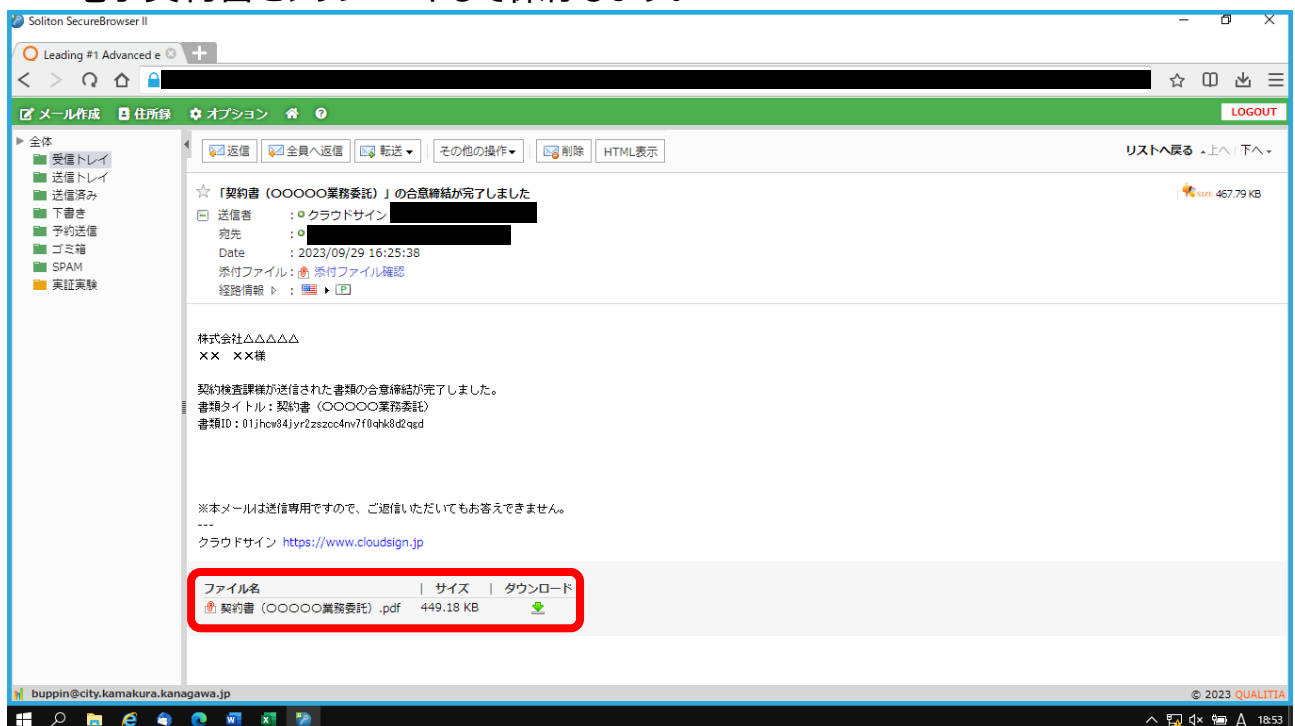 Soliton SecureBrowser II
Leading #1 Advanced e
メール作成 住所録 オプション
LOGOUT
全体
受信トレイ
送信トレイ
送信済み
下書き
予約送信
ゴミ箱
SPAM
実証実験
返信 全員へ返信 転送▼ その他の操作▼ 削除 HTML表示
リストへ戻る ▲上へ | 下へ▼
☆ 「契約書（〇〇〇〇〇業務委託）」の合意締結が完了しました
SIZE 467.79 KB
送信者 : クラウドサイン
宛先 :
Date : 2023/09/29 16:25:38
添付ファイル : 添付ファイル確認
経路情報 ▷ : ▶ P
株式会社△△△△△
×× ××様
契約検査課様が送信された書類の合意締結が完了しました。
書類タイトル：契約書（〇〇〇〇〇業務委託）
書類ID：01jhcw34jyr2zszcc4nv7f0qhk8d2qgd
※本メールは送信専用ですので、ご返信いただいてもお答えできません。
---
クラウドサイン https://www.cloudsign.jp
ファイル名 | サイズ | ダウンロード
契約書（〇〇〇〇〇業務委託）.pdf 449.18 KB
buppin@city.kamakura.kanagawa.jp
© 2023 QUALITIA
A 18:53